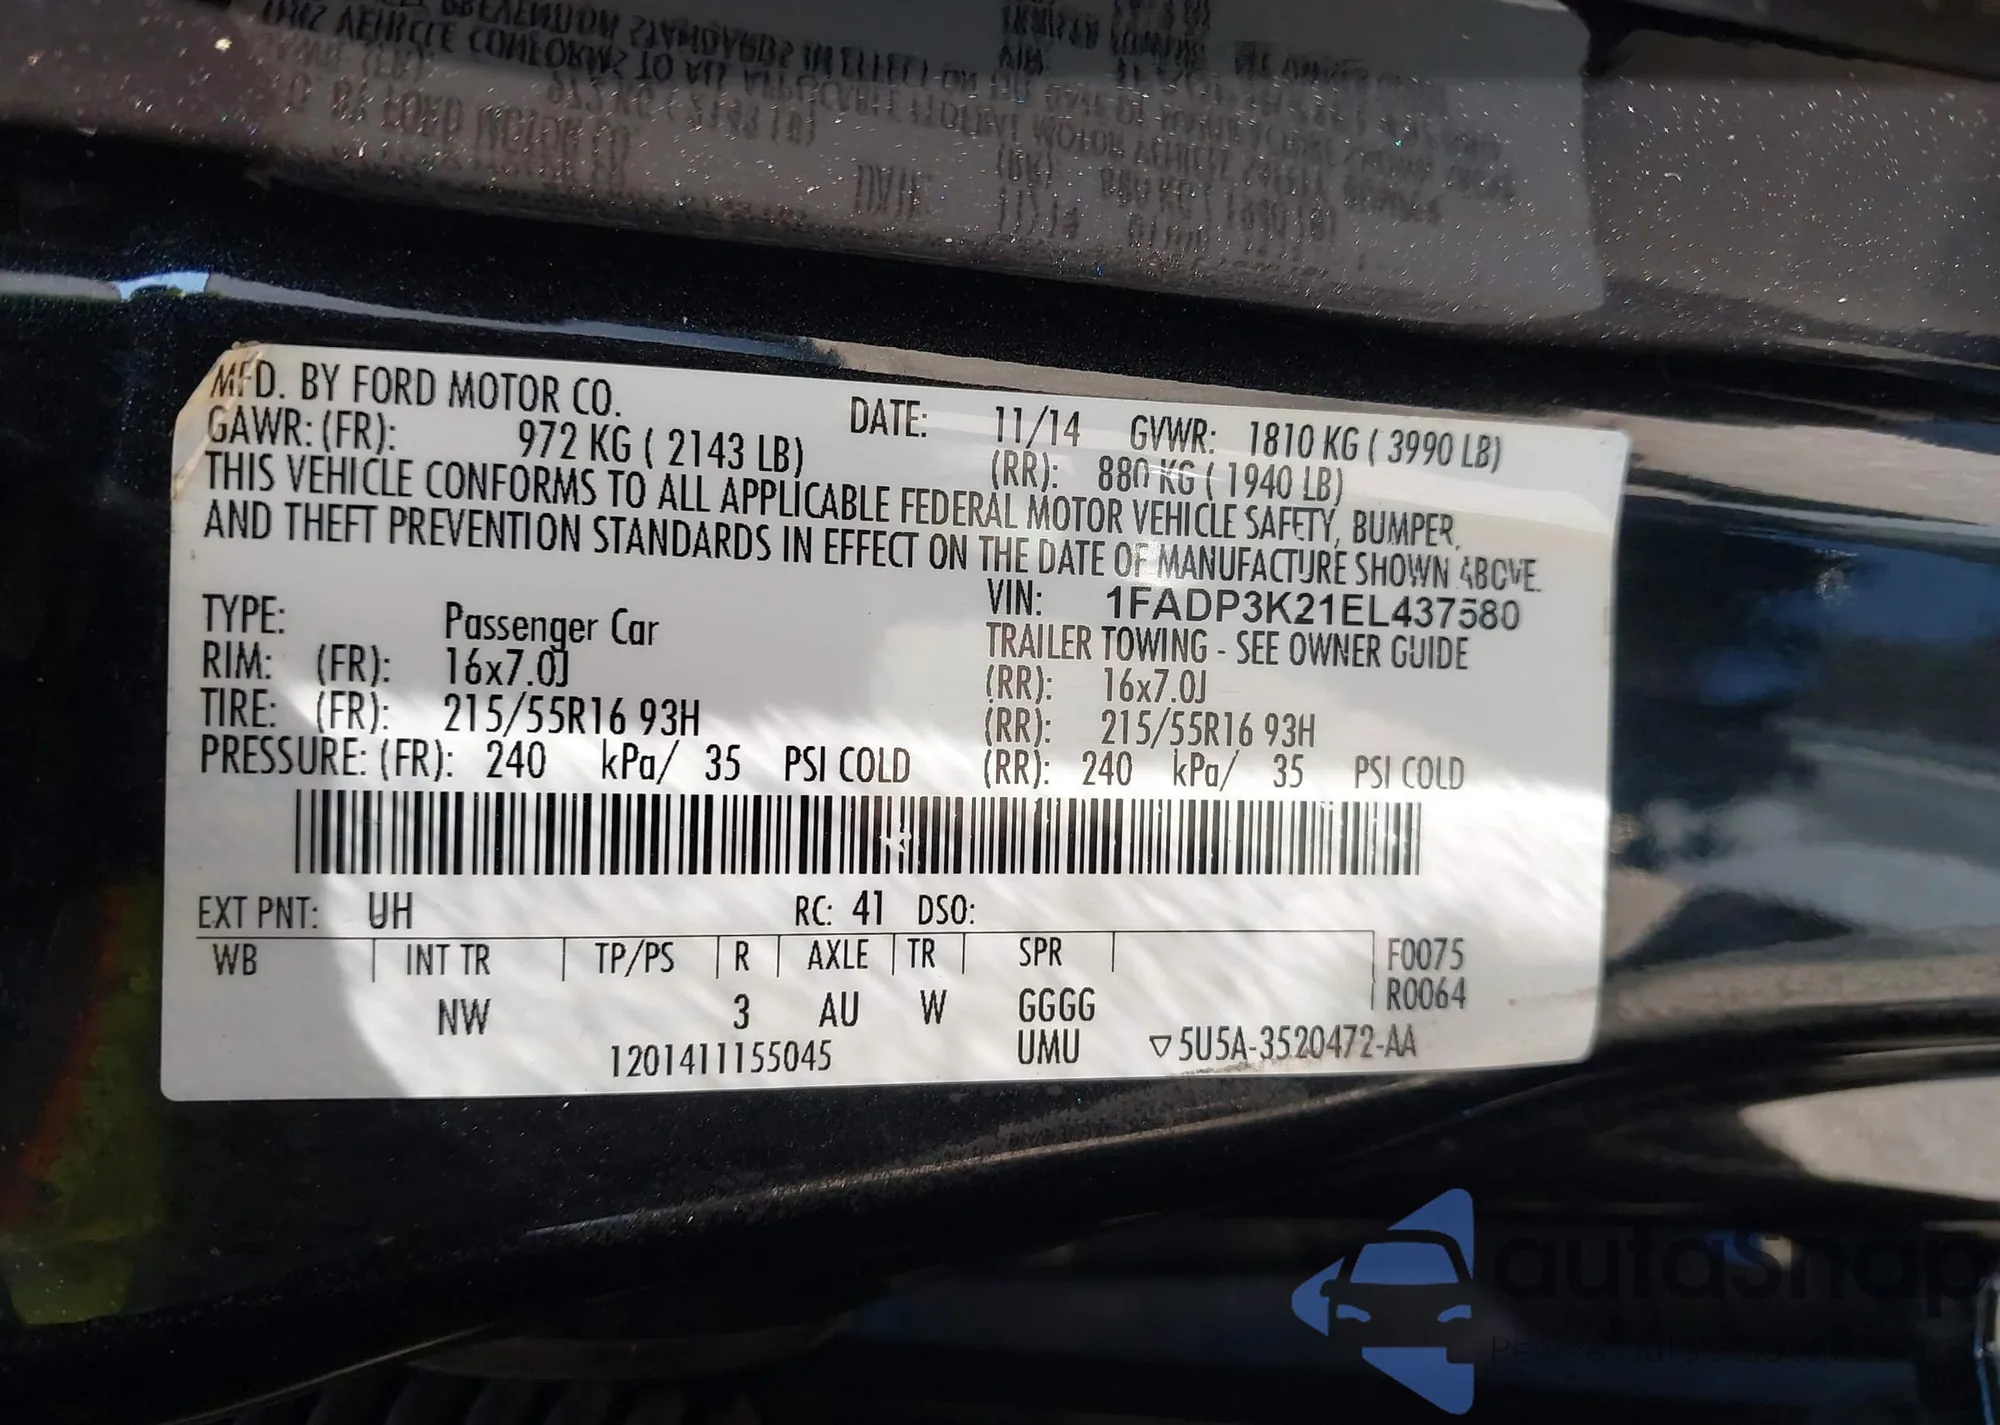 MFD. BY FORD MOTOR CO. DATE: 11/14 GVWR: 1810 KG ( 3990 LB)
GAWR: (FR): 972 KG ( 2143 LB) (RR): 880 KG ( 1940 LB)
THIS VEHICLE CONFORMS TO ALL APPLICABLE FEDERAL MOTOR VEHICLE SAFETY, BUMPER,
AND THEFT PREVENTION STANDARDS IN EFFECT ON THE DATE OF MANUFACTURE SHOWN ABOVE.
VIN: 1FADP3K21EL437580
TYPE: Passenger Car TRAILER TOWING - SEE OWNER GUIDE
RIM: (FR): 16x7.0J (RR): 16x7.0J
TIRE: (FR): 215/55R16 93H (RR): 215/55R16 93H
PRESSURE: (FR): 240 kPa/ 35 PSI COLD (RR): 240 kPa/ 35 PSI COLD
EXT PNT: UH RC: 41 DSO:
WB INT TR TP/PS R AXLE TR SPR F0075
R0064
NW 3 AU W GGGG
1201411155045 UMU ▽5U5A-3520472-AA
autasnap